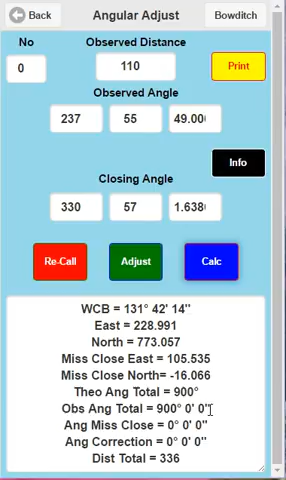 Back Angular Adjust Bowditch
No Observed Distance
0 110 Print
Observed Angle
237 55 49.00
Info
Closing Angle
330 57 1.638
Re-Call Adjust Calc
WCB = 131° 42' 14"
East = 228.991
North = 773.057
Miss Close East = 105.535
Miss Close North= -16.066
Theo Ang Total = 900°
Obs Ang Total = 900° 0' 0"
Ang Miss Close = 0° 0' 0"
Ang Correction = 0° 0' 0"
Dist Total = 336